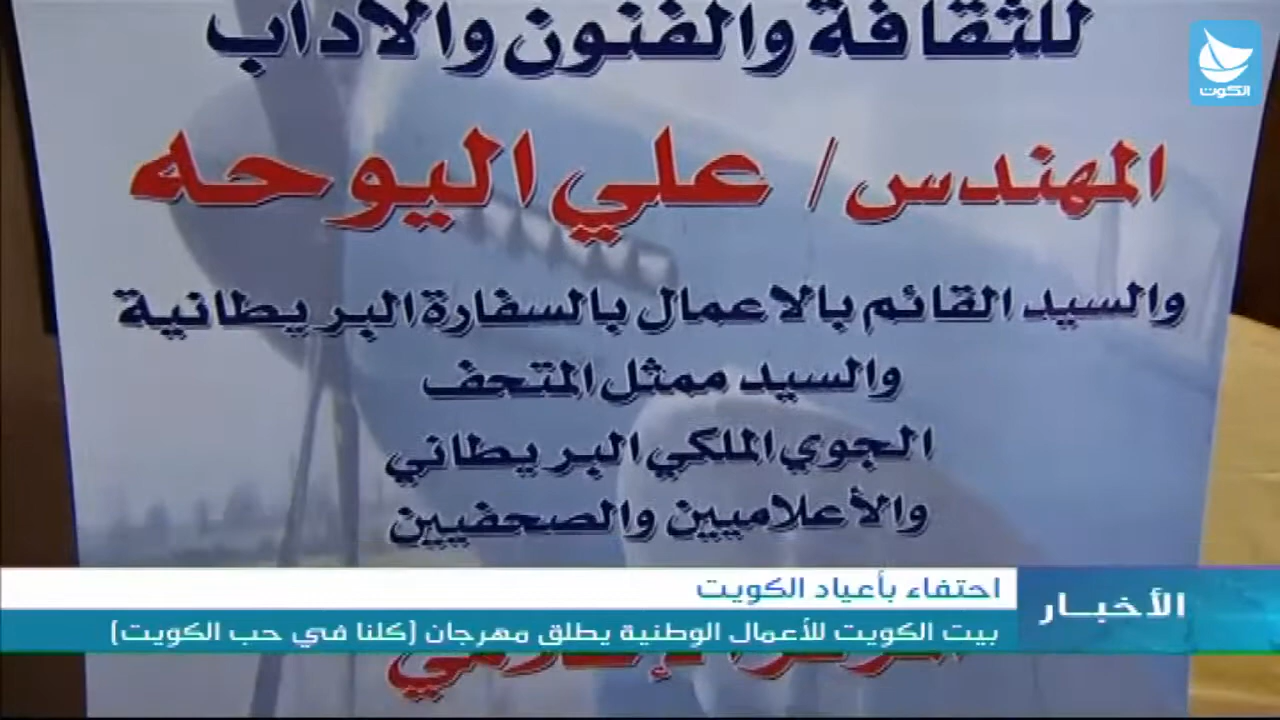 للثقافة والفنون والاداب
الكوت
المهندس / علي اليوحه
والسيد القائم بالاعمال بالسفارة البريطانية
والسيد ممثل المتحف
الجوي الملكي البريطاني
والأعلاميين والصحفيين
احتفاء بأعياد الكويت
الأخبار
بيت الكويت للأعمال الوطنية يطلق مهرجان (كلنا في حب الكويت)